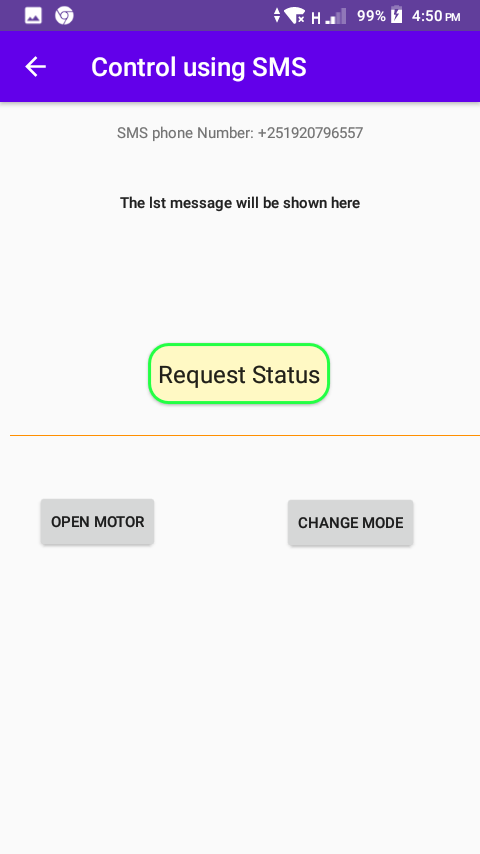 H 99% 4:50 PM
Control using SMS
SMS phone Number: +251920796557
The lst message will be shown here
Request Status
OPEN MOTOR
CHANGE MODE